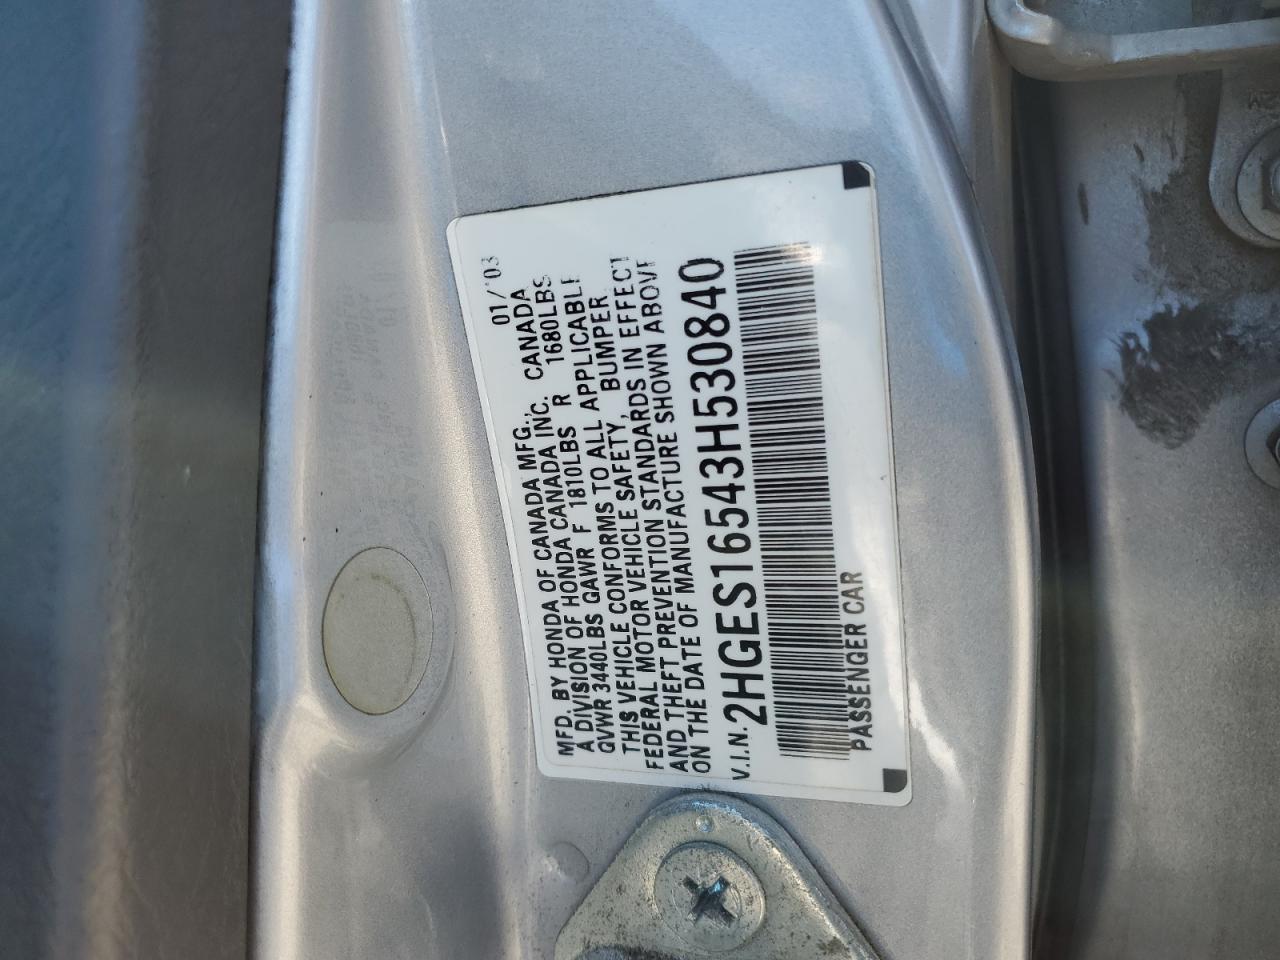 MFD. BY HONDA OF CANADA MFG., 01/'03
A DIVISION OF HONDA CANADA INC. CANADA
GVWR 3440LBS GAWR F 1810LBS R 1680LBS
THIS VEHICLE CONFORMS TO ALL APPLICABLE
FEDERAL MOTOR VEHICLE SAFETY, BUMPER
AND THEFT PREVENTION STANDARDS IN EFFECT
ON THE DATE OF MANUFACTURE SHOWN ABOVE
V.I.N. 2HGES16543H530840
PASSENGER CAR